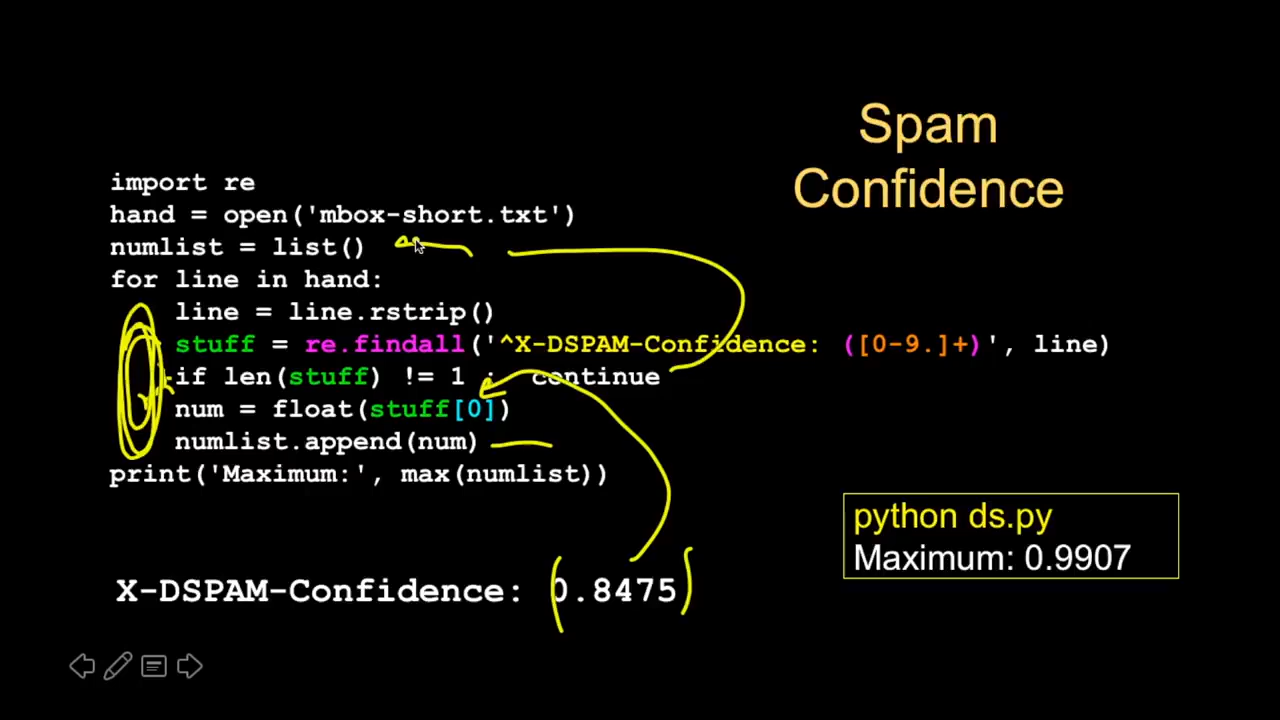 Spam
Confidence
import re
hand = open('mbox-short.txt')
numlist = list()
for line in hand:
    line = line.rstrip()
    stuff = re.findall('^X-DSPAM-Confidence: ([0-9.]+)', line)
    if len(stuff) != 1 :  continue
    num = float(stuff[0])
    numlist.append(num)
print('Maximum:', max(numlist))
python ds.py
Maximum: 0.9907
X-DSPAM-Confidence: 0.8475